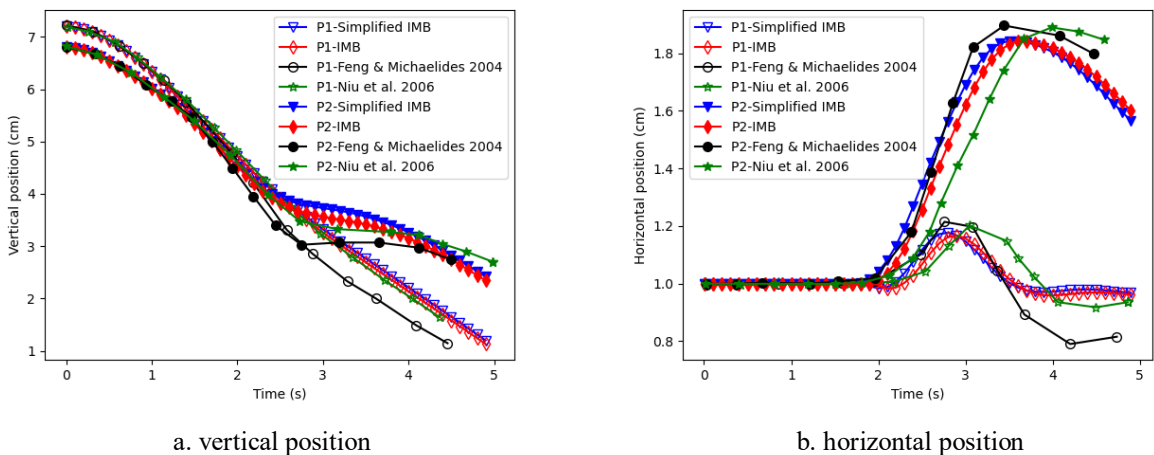 P1-Simplified IMB
P1-IMB
P1-Feng & Michaelides 2004
P1-Niu et al. 2006
P2-Simplified IMB
P2-IMB
P2-Feng & Michaelides 2004
P2-Niu et al. 2006
7
6
5
4
3
2
1
Vertical position (cm)
0 1 2 3 4 5
Time (s)
a. vertical position
P1-Simplified IMB
P1-IMB
P1-Feng & Michaelides 2004
P1-Niu et al. 2006
P2-Simplified IMB
P2-IMB
P2-Feng & Michaelides 2004
P2-Niu et al. 2006
1.8
1.6
1.4
1.2
1.0
0.8
Horizontal position (cm)
0 1 2 3 4 5
Time (s)
b. horizontal position